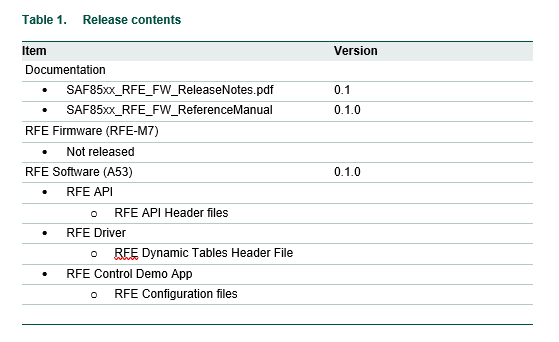 Table 1. Release contents
Item Version
Documentation
• SAF85xx_RFE_FW_ReleaseNotes.pdf 0.1
• SAF85xx_RFE_FW_ReferenceManual 0.1.0
RFE Firmware (RFE-M7)
• Not released
RFE Software (A53) 0.1.0
• RFE API
o RFE API Header files
• RFE Driver
o RFE Dynamic Tables Header File
• RFE Control Demo App
o RFE Configuration files